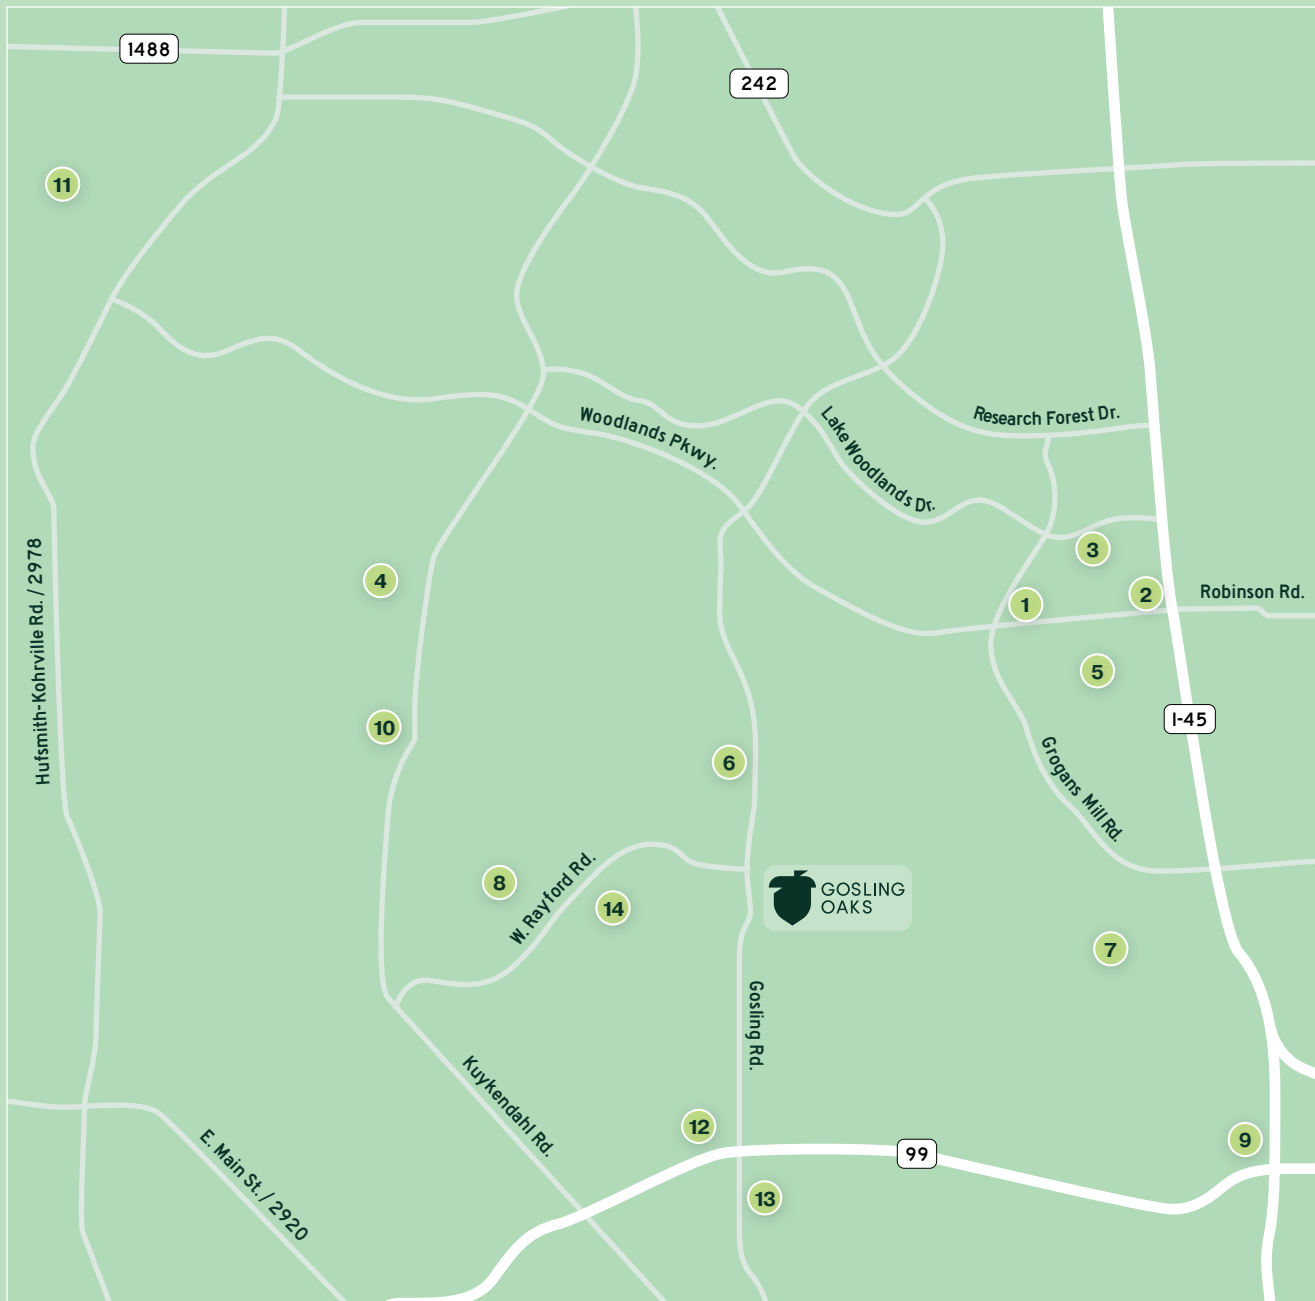 1488
242
11
Woodlands Pkwy.
Lake Woodlands Dr.
Research Forest Dr.
3
4
2
1
Robinson Rd.
Hufsmith-Kohrville Rd. / 2978
5
I-45
10
6
Grogans Mill Rd.
8
W. Rayford Rd.
14
GOSLING
OAKS
7
Gosling Rd.
Kuykendahl Rd.
12
9
99
E. Main St. / 2920
13